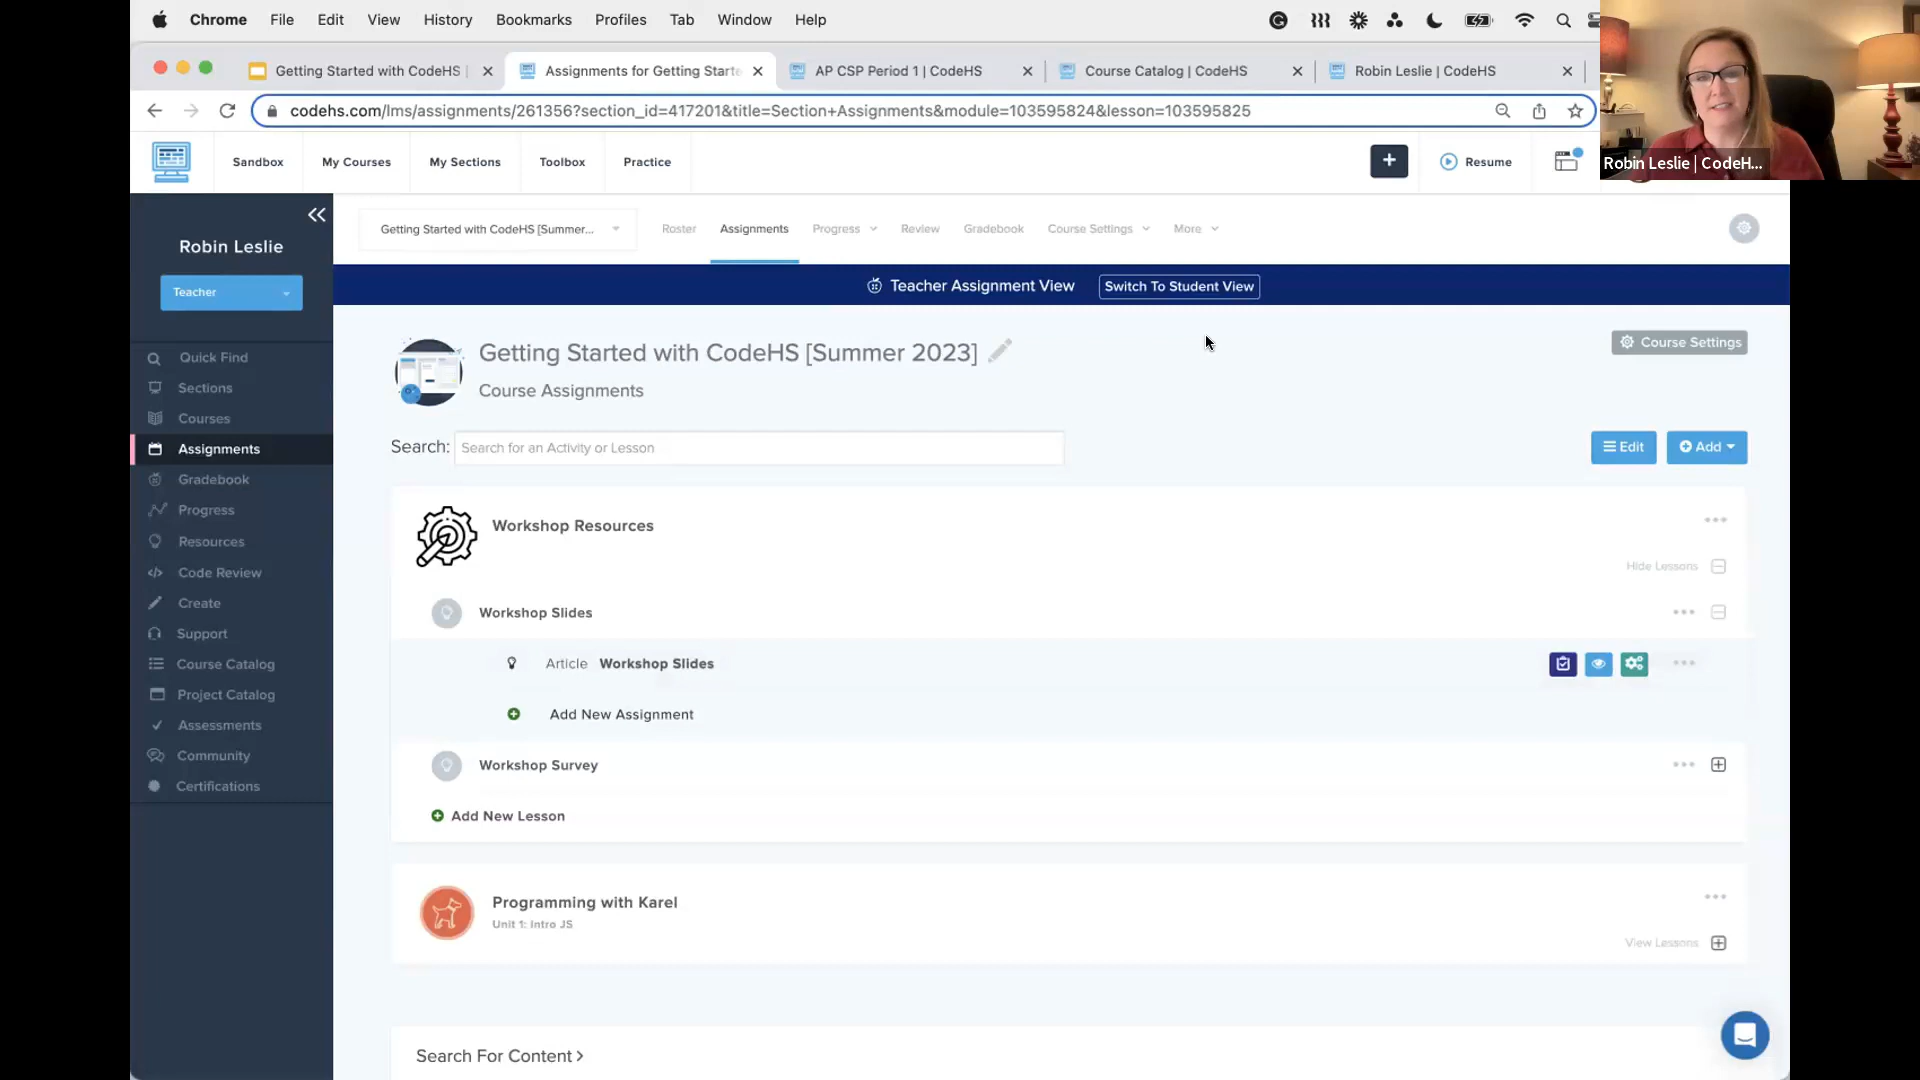 Chrome File Edit View History Bookmarks Profiles Tab Window Help
Getting Started with CodeHS |
Assignments for Getting Starte
AP CSP Period 1 | CodeHS
Course Catalog | CodeHS
Robin Leslie | CodeHS
codehs.com/lms/assignments/261356?section_id=417201&title=Section+Assignments&module=103595824&lesson=103595825
Robin Leslie | CodeH...
Sandbox My Courses My Sections Toolbox Practice
+ Resume
Robin Leslie
Teacher
Quick Find
Sections
Courses
Assignments
Gradebook
Progress
Resources
Code Review
Create
Support
Course Catalog
Project Catalog
Assessments
Community
Certifications
Getting Started with CodeHS [Summer...
Roster Assignments Progress Review Gradebook Course Settings More
Teacher Assignment View Switch To Student View
Getting Started with CodeHS [Summer 2023]
Course Settings
Course Assignments
Search: Search for an Activity or Lesson
Edit Add
Workshop Resources
Hide Lessons
Workshop Slides
Article Workshop Slides
Add New Assignment
Workshop Survey
Add New Lesson
Programming with Karel
Unit 1: Intro JS
View Lessons
Search For Content >